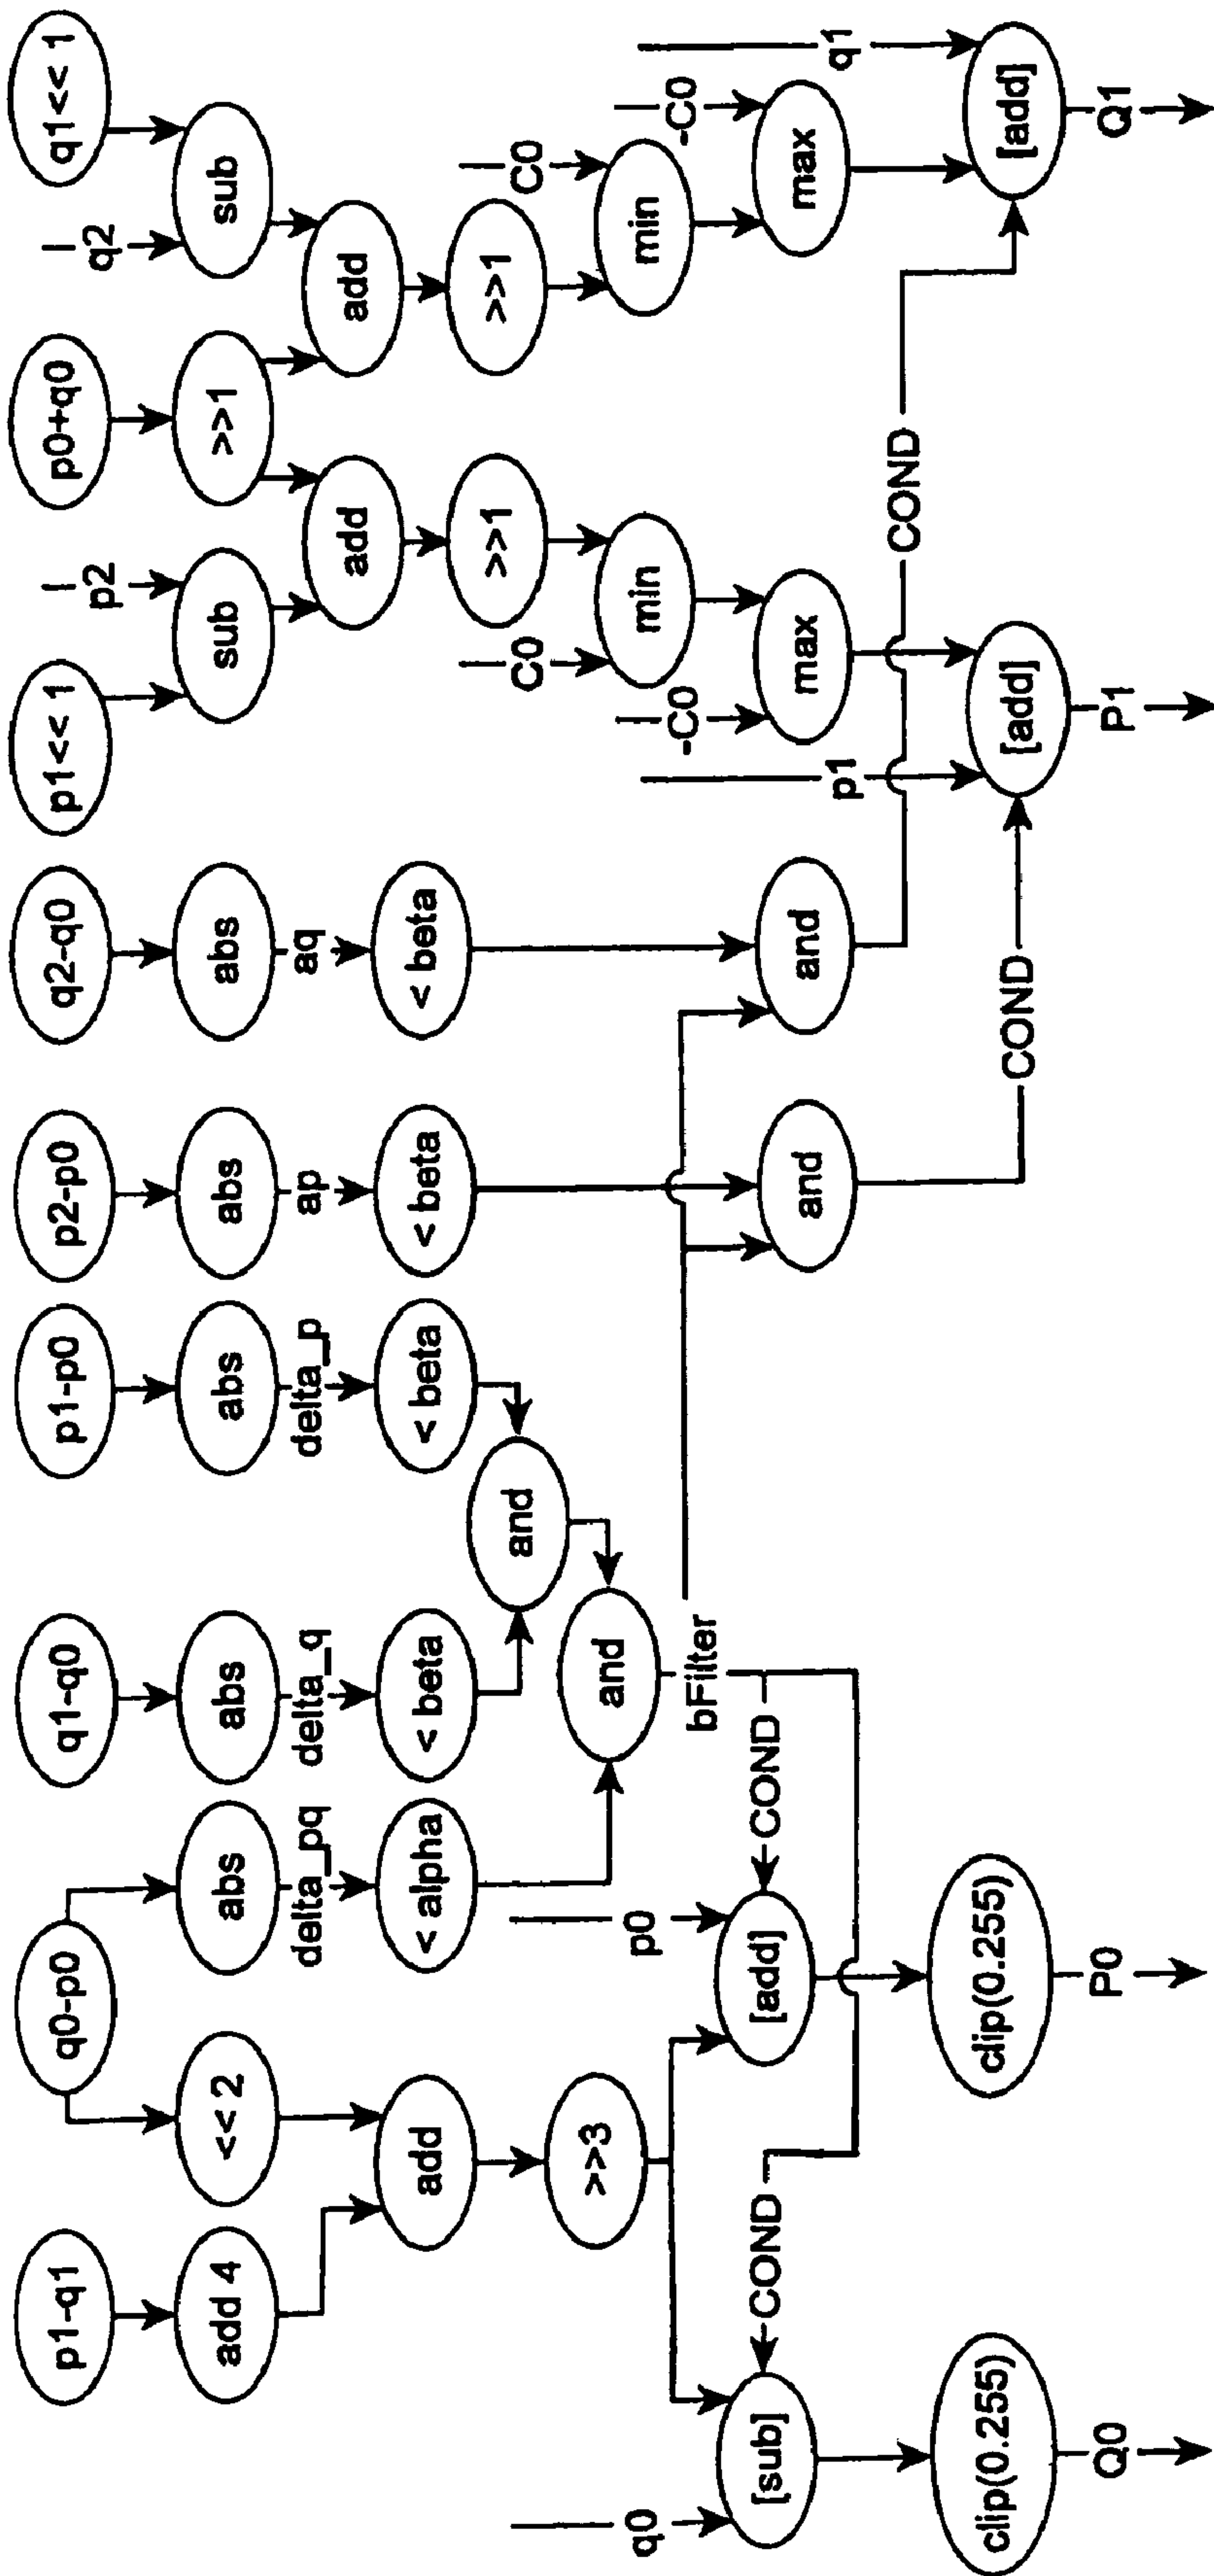 p1-q1
q0-p0
q1-q0
p1-p0
p2-p0
q2-q0
p1<< 1
p2
p0+q0
q2
q1<< 1
add 4
<< 2
abs
abs
abs
abs
abs
sub
>>1
sub
delta_pq
delta_q
delta_p
ap
aq
add
add
add
< alpha
< beta
< beta
< beta
< beta
and
>>1
>>1
C0
C0
>>3
and
min
min
q0
p0
bFilter
-C0
-C0
[sub]
COND
[add]
COND
and
and
max
max
p1
q1
COND
clip(0.255)
clip(0.255)
COND
[add]
[add]
Q0
P0
P1
Q1